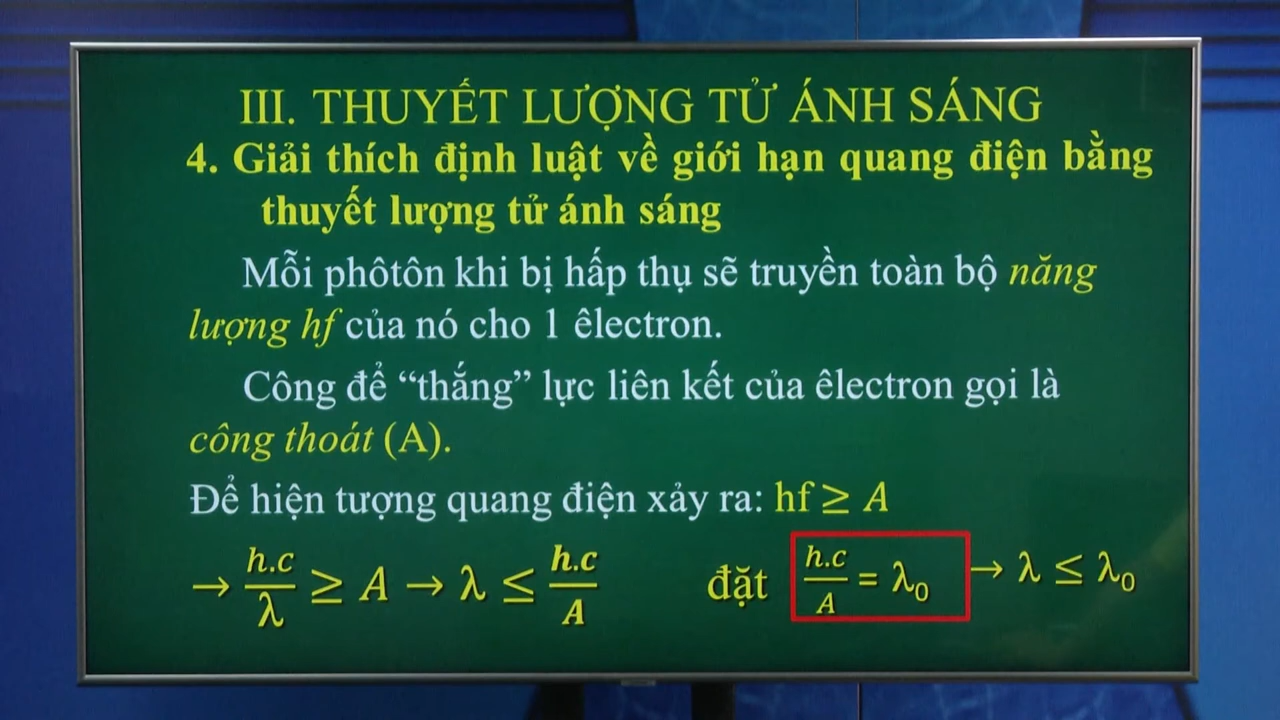 III. THUYẾT LƯỢNG TỬ ÁNH SÁNG
4. Giải thích định luật về giới hạn quang điện bằng
thuyết lượng tử ánh sáng
Mỗi phôtôn khi bị hấp thụ sẽ truyền toàn bộ năng
lượng hf của nó cho 1 êlectron.
Công để “thắng” lực liên kết của êlectron gọi là
công thoát (A).
Để hiện tượng quang điện xảy ra: hf ≥ A
→ h.c/λ ≥ A → λ ≤ h.c/A đặt h.c/A = λ₀ → λ ≤ λ₀